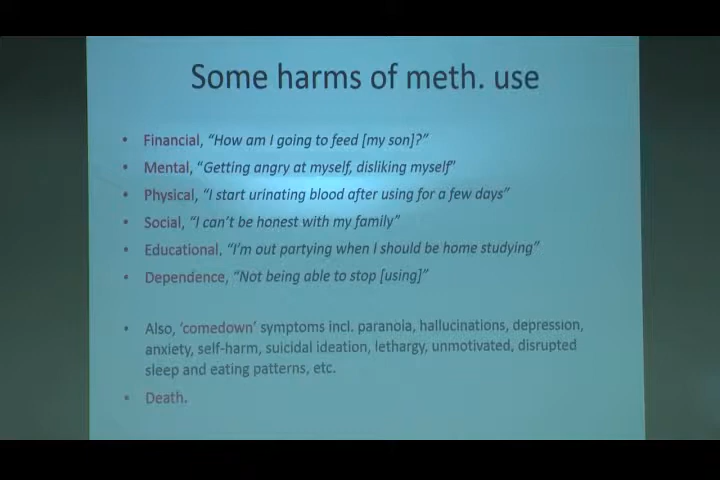 Some harms of meth. use
• Financial, “How am I going to feed [my son]?”
• Mental, “Getting angry at myself, disliking myself”
• Physical, “I start urinating blood after using for a few days”
• Social, “I can’t be honest with my family”
• Educational, “I’m out partying when I should be home studying”
• Dependence, “Not being able to stop [using]”
• Also, ‘comedown’ symptoms incl. paranoia, hallucinations, depression,
anxiety, self-harm, suicidal ideation, lethargy, unmotivated, disrupted
sleep and eating patterns, etc.
• Death.